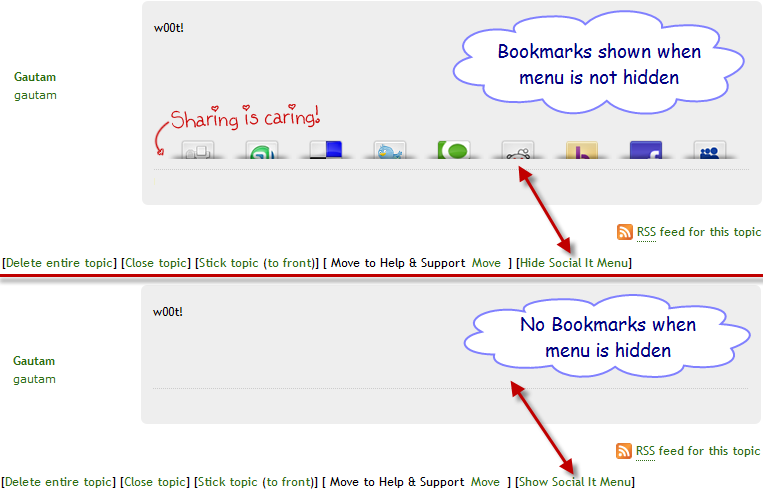 w00t!
Bookmarks shown when
menu is not hidden
Gautam
gautam
Sharing is caring!
RSS feed for this topic
[Delete entire topic] [Close topic] [Stick topic (to front)] [ Move to Help & Support Move ] [Hide Social It Menu]
w00t!
No Bookmarks when
menu is hidden
Gautam
gautam
RSS feed for this topic
[Delete entire topic] [Close topic] [Stick topic (to front)] [ Move to Help & Support Move ] [Show Social It Menu]